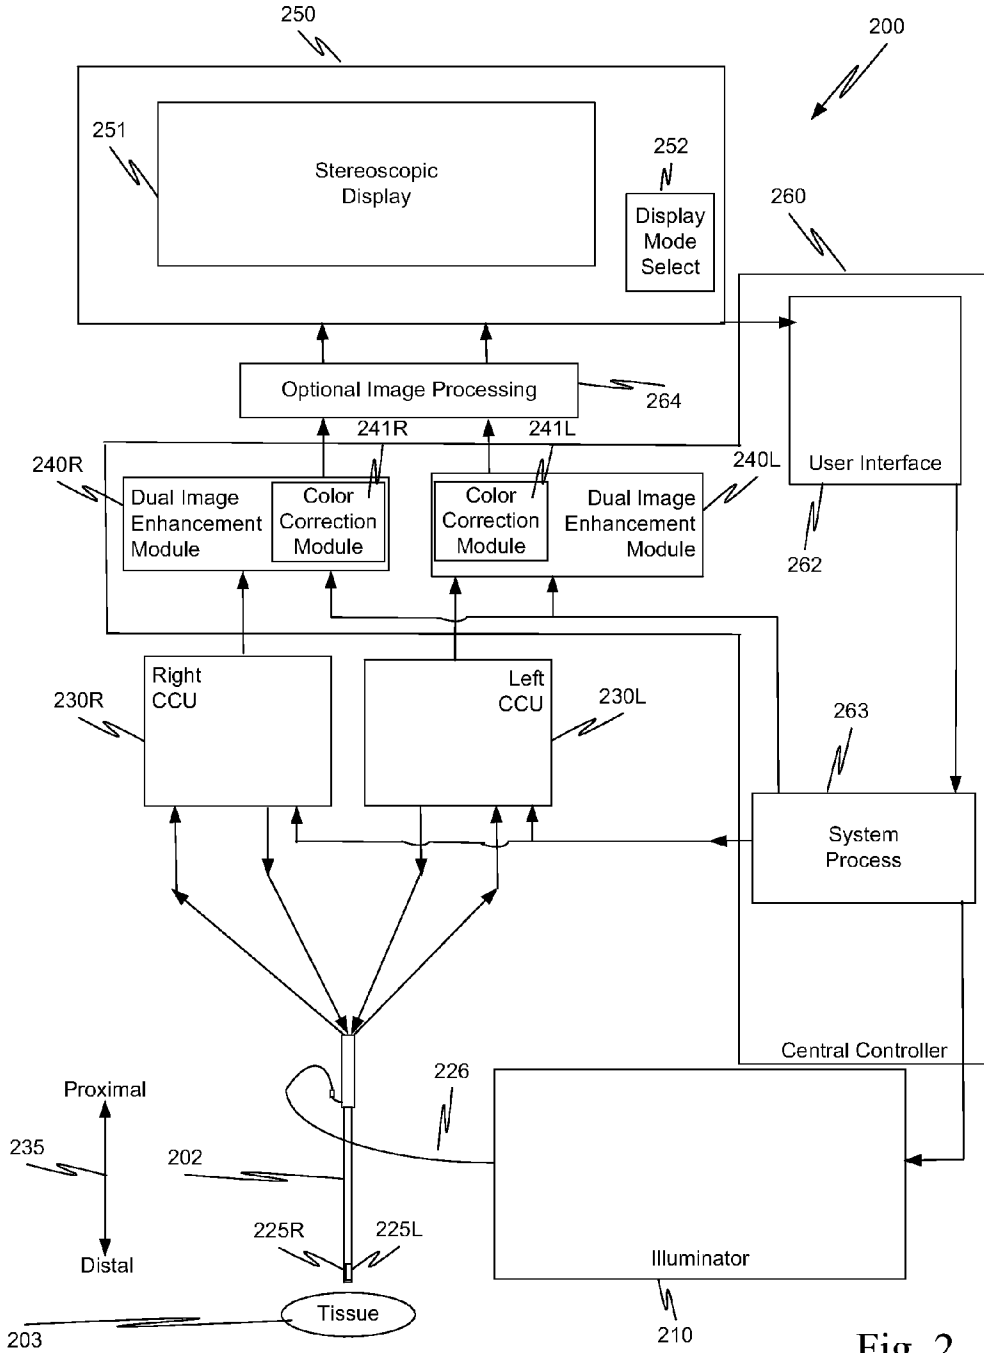 250
200
251
252
Stereoscopic
Display
Display
Mode
Select
260
Optional Image Processing
264
241R
241L
240R
240L
User Interface
Dual Image
Enhancement
Module
Color
Correction
Module
Color
Correction
Module
Dual Image
Enhancement
Module
262
Right
CCU
Left
CCU
230R
230L
263
System
Process
Central Controller
226
Proximal
235
202
Distal
225R
225L
Illuminator
Tissue
203
210
Fig. 2